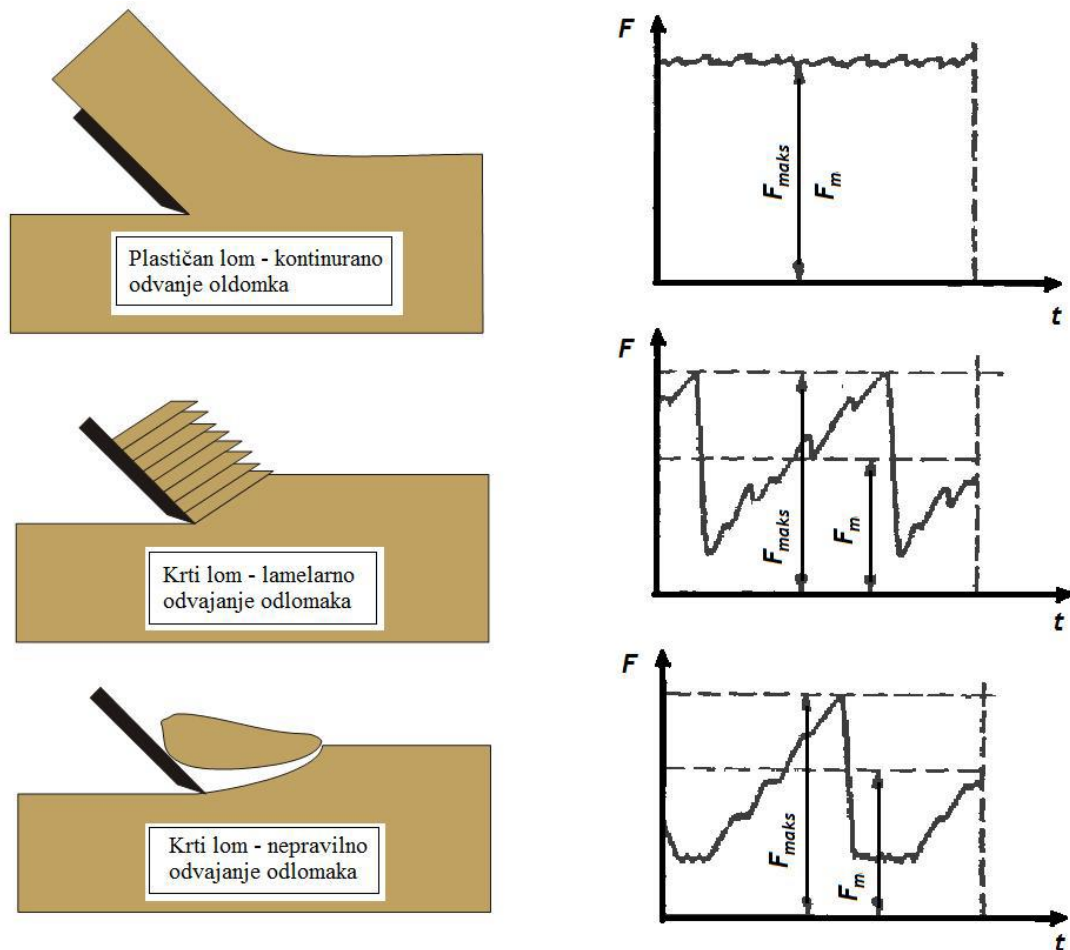 F
F_maks
F_m
t
Plastičan lom - kontinurano
odvanje oldomka
F
F_maks
F_m
t
Krti lom - lamelarno
odvajanje odlomaka
F
F_maks
F_m
t
Krti lom - nepravilno
odvajanje odlomaka